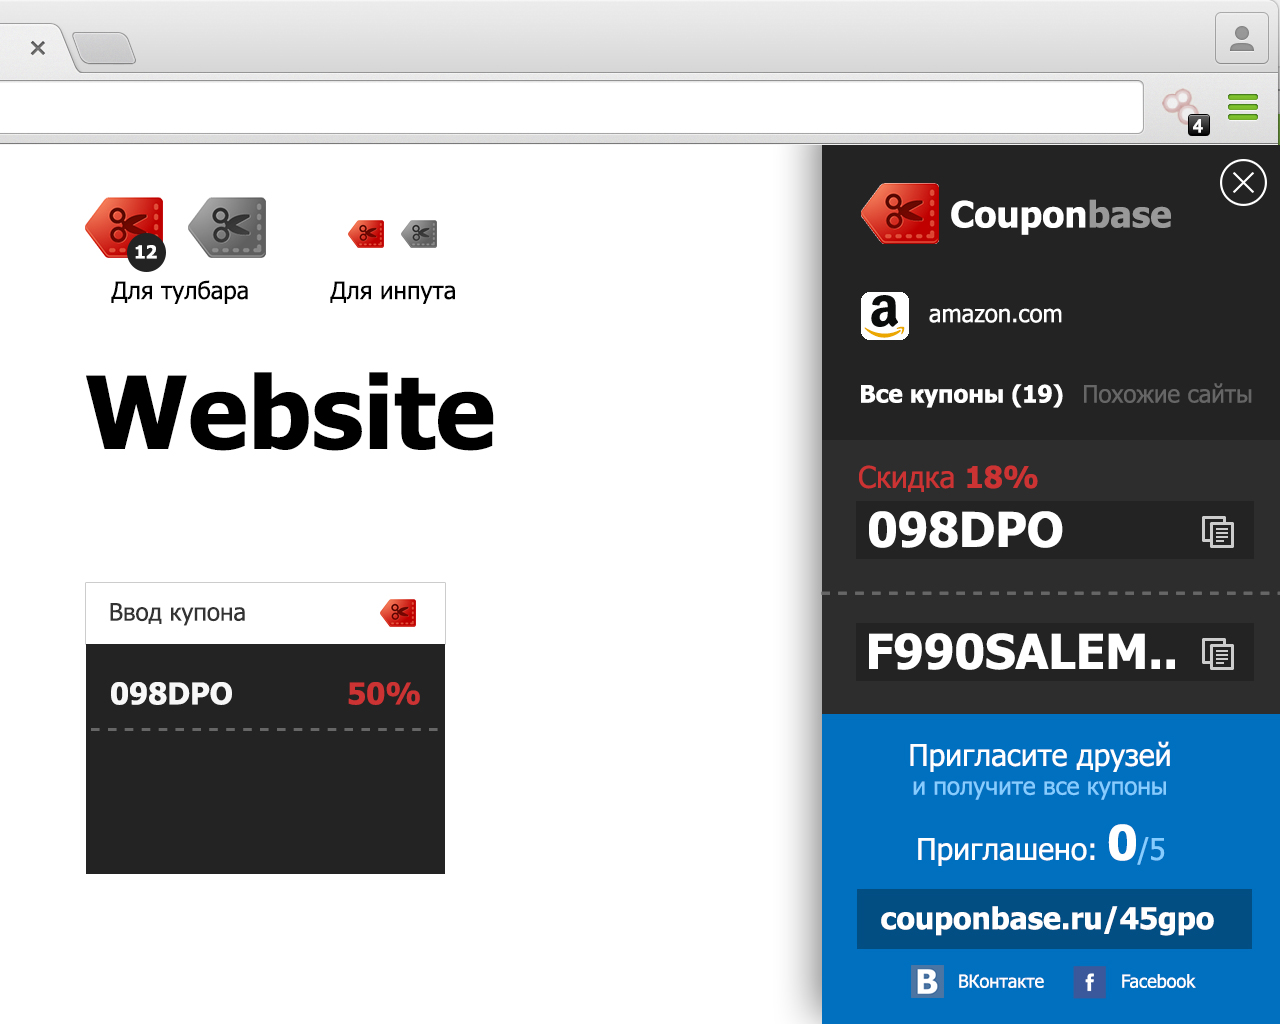 4
12
Для тулбара
Для инпута
Website
Ввод купона
098DPO 50%
Couponbase
a
amazon.com
Все купоны (19) Похожие сайты
Скидка 18%
098DPO
F990SALEM..
Пригласите друзей
и получите все купоны
Приглашено: 0/5
couponbase.ru/45gpo
B ВКонтакте f Facebook